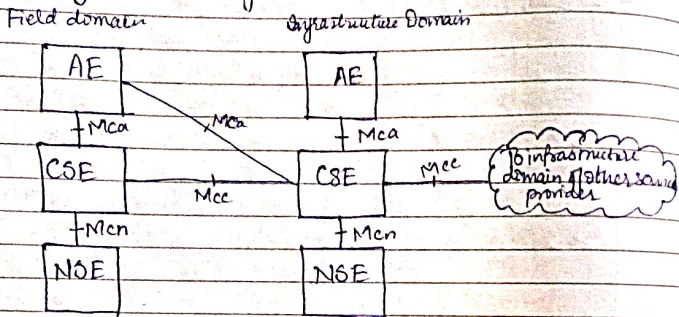 Field domain
Infrastructure Domain
AE
AE
Mca
Mca
Mca
CSE
CSE
Mcc
Mcc
To infrastructure
domain of other service
provider
Mcn
Mcn
NSE
NSE